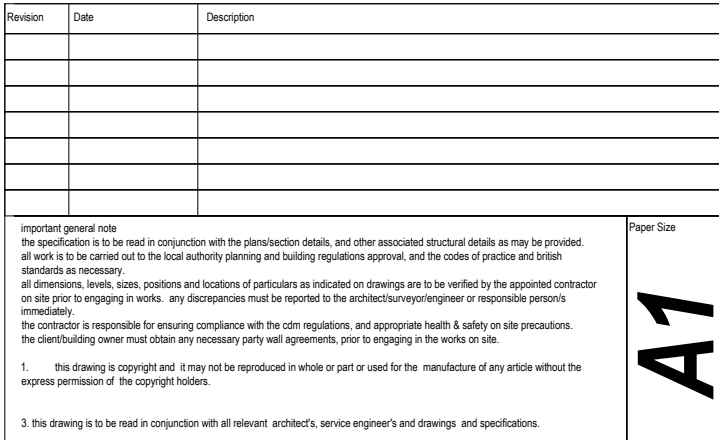 Revision Date Description
important general note
the specification is to be read in conjunction with the plans/section details, and other associated structural details as may be provided.
all work is to be carried out to the local authority planning and building regulations approval, and the codes of practice and british
standards as necessary.
all dimensions, levels, sizes, positions and locations of particulars as indicated on drawings are to be verified by the appointed contractor
on site prior to engaging in works. any discrepancies must be reported to the architect/surveyor/engineer or responsible person/s
immediately.
the contractor is responsible for ensuring compliance with the cdm regulations, and appropriate health & safety on site precautions.
the client/building owner must obtain any necessary party wall agreements, prior to engaging in the works on site.
1. this drawing is copyright and it may not be reproduced in whole or part or used for the manufacture of any article without the
express permission of the copyright holders.
3. this drawing is to be read in conjunction with all relevant architect's, service engineer's and drawings and specifications.
Paper Size
A1